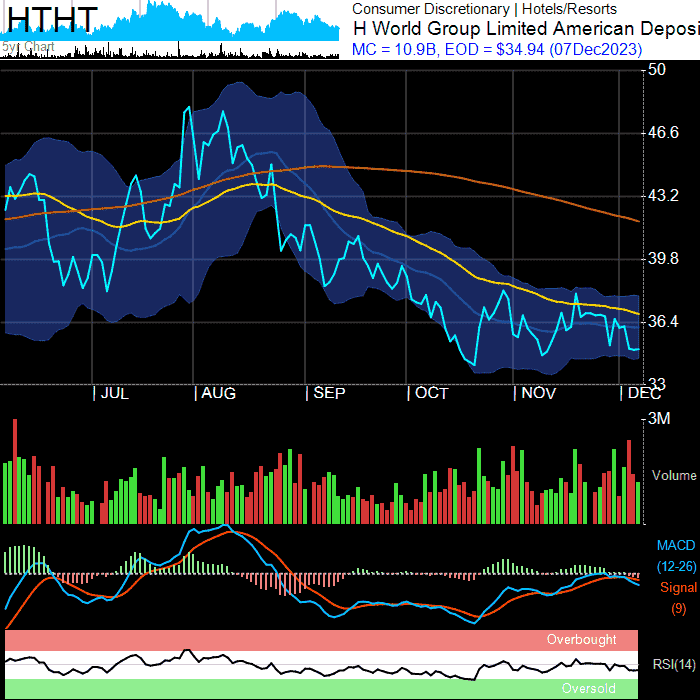 HTHT
5yr Chart
Consumer Discretionary | Hotels/Resorts
H World Group Limited American Deposi
MC = 10.9B, EOD = $34.94 (07Dec2023)
50
46.6
43.2
39.8
36.4
33
JUL AUG SEP OCT NOV DEC
3M
Volume
MACD
(12-26)
Signal
(9)
Overbought
RSI(14)
Oversold